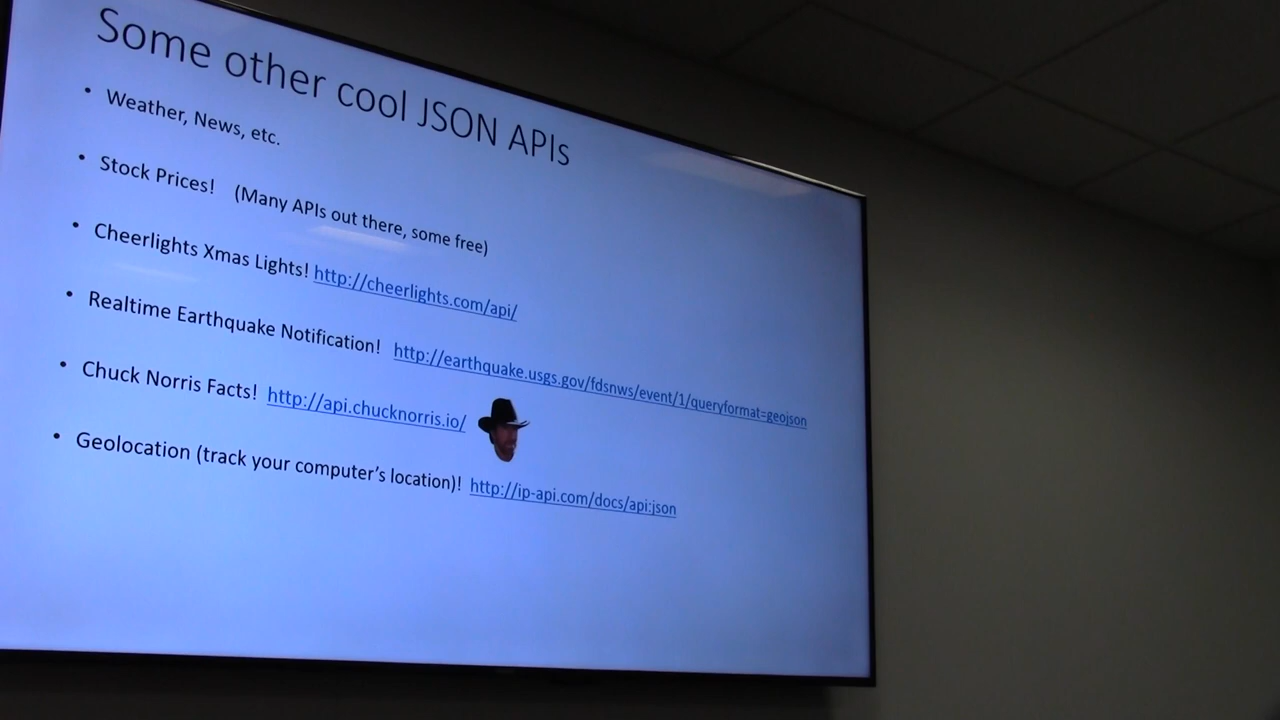 Some other cool JSON APIs
• Weather, News, etc.
• Stock Prices! (Many APIs out there, some free)
• Cheerlights Xmas Lights! http://cheerlights.com/api/
• Realtime Earthquake Notification! http://earthquake.usgs.gov/fdsnws/event/1/queryformat=geojson
• Chuck Norris Facts! http://api.chucknorris.io/
• Geolocation (track your computer's location)! http://ip-api.com/docs/api:json